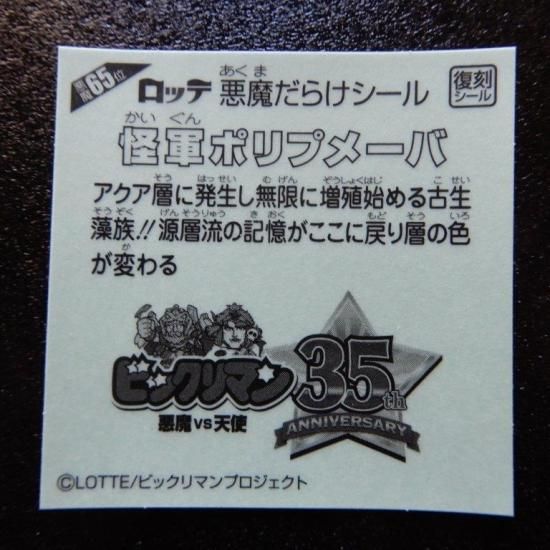 悪魔65位
ロッテ 悪魔だらけシール
あくま
復刻
シール
かいぐん
怪軍ポリプメーバ
そう はっせい むげん ぞうしょくはじ こせい
アクア層に発生し無限に増殖始める古生
そうぞく げんそうりゅう きおく もど そう いろ
藻族!!源層流の記憶がここに戻り層の色
か
が変わる
ビックリマン
悪魔VS天使
35th
ANNIVERSARY
©LOTTE/ビックリマンプロジェクト